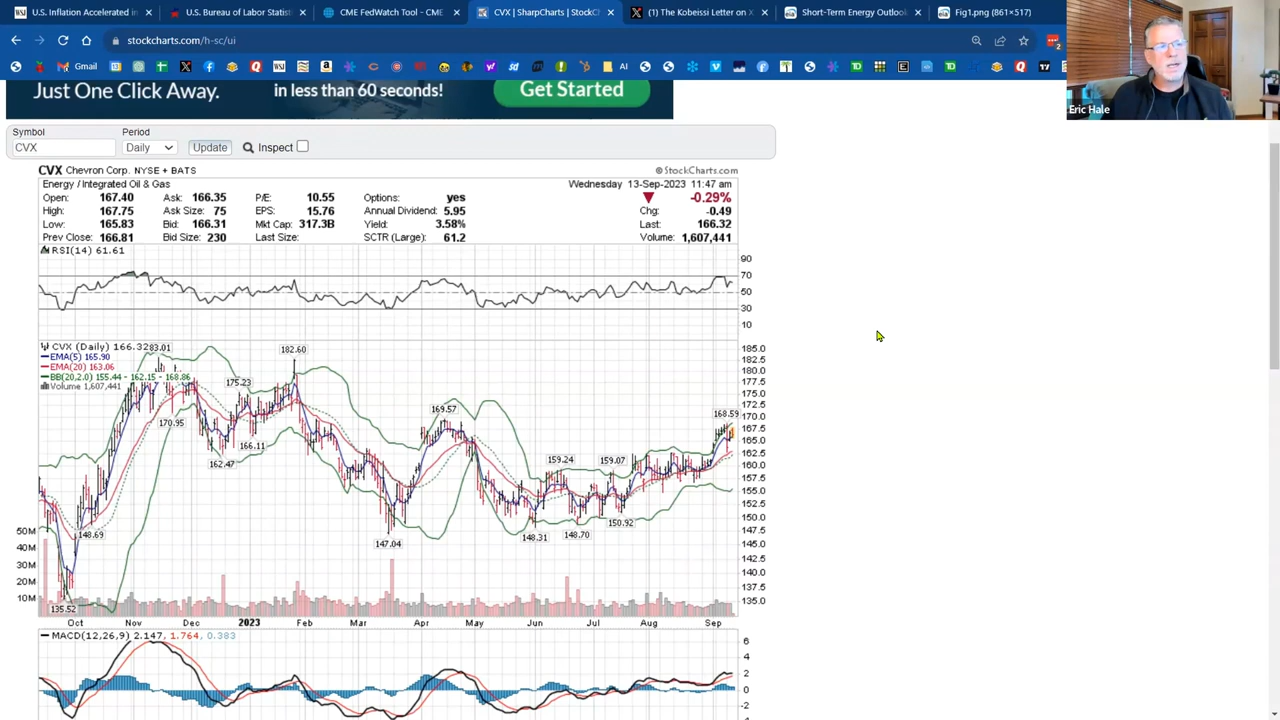 U.S. Inflation Accelerated in
U.S. Bureau of Labor Statist
CME FedWatch Tool - CME
CVX | SharpCharts | StockCh
(1) The Kobeissi Letter on X
Short-Term Energy Outlook
Fig1.png (861×517)
stockcharts.com/h-sc/ui
Gmail
AI
Just One Click Away.
in less than 60 seconds!
Get Started
Eric Hale
Symbol
Period
CVX
Daily
Update
Inspect
CVX Chevron Corp. NYSE + BATS
© StockCharts.com
Energy / Integrated Oil & Gas
Wednesday 13-Sep-2023 11:47 am
Open: 167.40 Ask: 166.35 P/E: 10.55 Options: yes -0.29%
High: 167.75 Ask Size: 75 EPS: 15.76 Annual Dividend: 5.95 Chg: -0.49
Low: 165.83 Bid: 166.31 Mkt Cap: 317.3B Yield: 3.58% Last: 166.32
Prev Close: 166.81 Bid Size: 230 Last Size: SCTR (Large): 61.2 Volume: 1,607,441
RSI(14) 61.61
90
70
50
30
10
CVX (Daily) 166.32
83.01
EMA(5) 165.90
EMA(20) 163.06
BB(20,2.0) 155.44 - 162.15 - 168.86
Volume 1,607,441
182.60
175.23
170.95
166.11
162.47
169.57
168.59
159.24
159.07
150.92
148.69
148.31
148.70
147.04
135.52
185.0
182.5
180.0
177.5
175.0
172.5
170.0
167.5
165.0
162.5
160.0
157.5
155.0
152.5
150.0
147.5
145.0
142.5
140.0
137.5
135.0
50M
40M
30M
20M
10M
Oct Nov Dec 2023 Feb Mar Apr May Jun Jul Aug Sep
MACD(12,26,9) 2.147, 1.764, 0.383
6
4
2
0
-2
-4